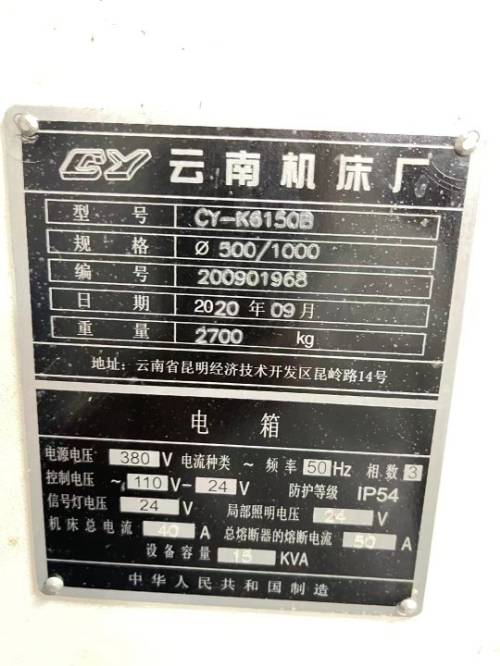 CY 云南机床厂
型号 CY-K6150B
规格 Ø 500/1000
编号 200901968
日期 2020 年 09 月
重量 2700 kg
地址: 云南省昆明经济技术开发区昆岭路14号
电箱
电源电压 380 V 电流种类 ~ 频率 50 Hz 相数 3
控制电压 ~ 110 V- 24 V 防护等级 IP54
信号灯电压 24 V 局部照明电压 24 V
机床总电流 40 A 总熔断器的熔断电流 50 A
设备容量 15 KVA
中华人民共和国制造